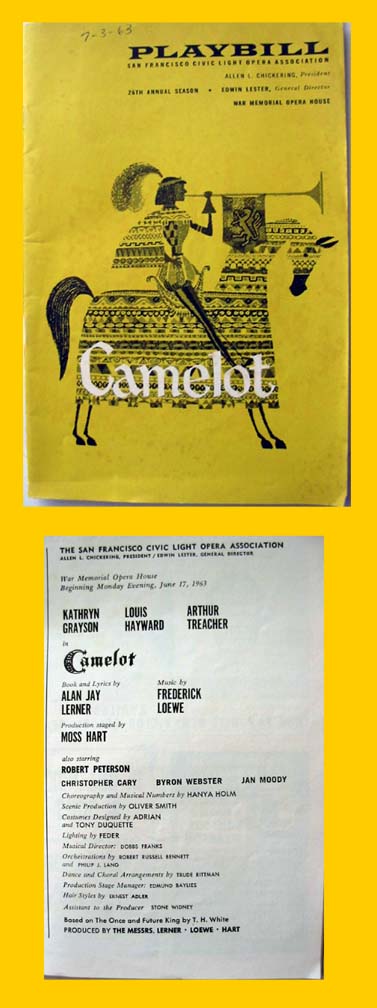 7-3-63
PLAYBILL
SAN FRANCISCO CIVIC LIGHT OPERA ASSOCIATION
ALLEN L. CHICKERING, President
26TH ANNUAL SEASON • EDWIN LESTER, General Director
WAR MEMORIAL OPERA HOUSE
Camelot
THE SAN FRANCISCO CIVIC LIGHT OPERA ASSOCIATION
ALLEN L. CHICKERING, PRESIDENT / EDWIN LESTER, GENERAL DIRECTOR
War Memorial Opera House
Beginning Monday Evening, June 17, 1963
KATHRYN LOUIS ARTHUR
GRAYSON HAYWARD TREACHER
in
Camelot
Book and Lyrics by Music by
ALAN JAY FREDERICK
LERNER LOEWE
Production staged by
MOSS HART
also starring
ROBERT PETERSON
CHRISTOPHER CARY BYRON WEBSTER JAN MOODY
Choreography and Musical Numbers by HANYA HOLM
Scenic Production by OLIVER SMITH
Costumes Designed by ADRIAN
and TONY DUQUETTE
Lighting by FEDER
Musical Director: DOBBS FRANKS
Orchestrations by ROBERT RUSSELL BENNETT
and PHILIP J. LANG
Dance and Choral Arrangements by TRUDE RITTMAN
Production Stage Manager: EDMUND BAYLIES
Hair Styles by ERNEST ADLER
Assistant to the Producer STONE WIDNEY
Based on The Once and Future King by T. H. White
PRODUCED BY THE MESSRS. LERNER • LOEWE • HART